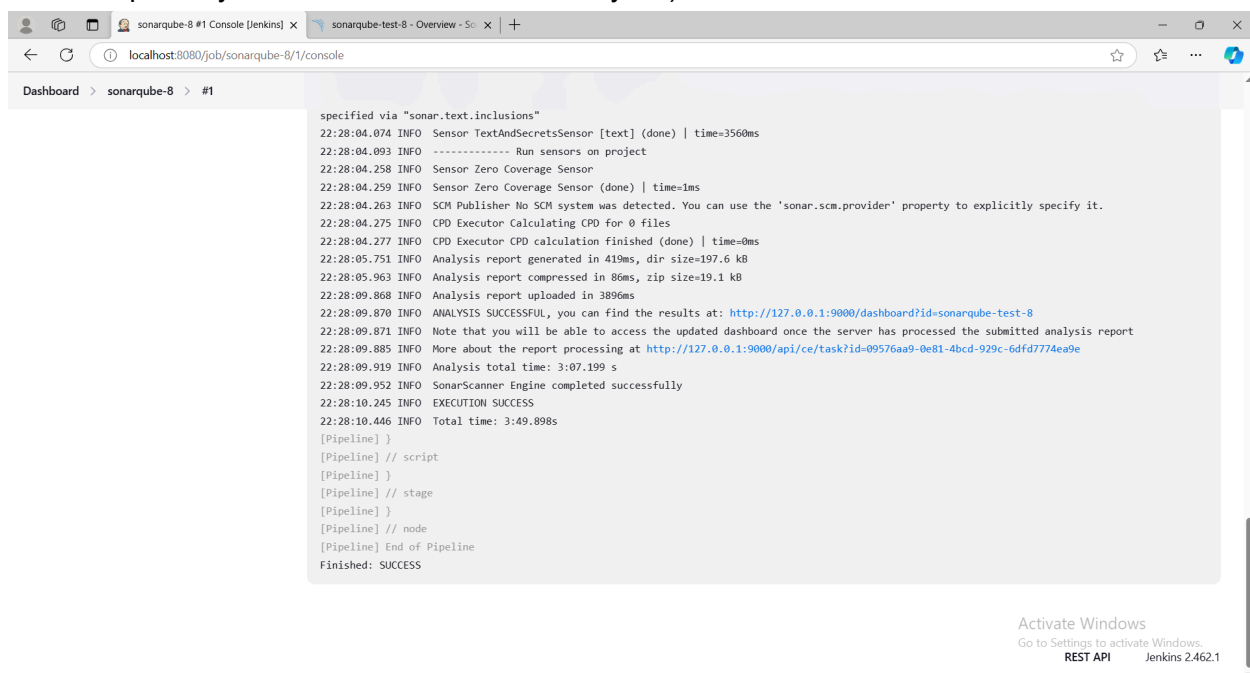 sonarqube-8 #1 Console [Jenkins]
sonarqube-test-8 - Overview - So
localhost:8080/job/sonarqube-8/1/console
Dashboard > sonarqube-8 > #1
specified via "sonar.text.inclusions"
22:28:04.074 INFO  Sensor TextAndSecretsSensor [text] (done) | time=3560ms
22:28:04.093 INFO  ------------- Run sensors on project
22:28:04.258 INFO  Sensor Zero Coverage Sensor
22:28:04.259 INFO  Sensor Zero Coverage Sensor (done) | time=1ms
22:28:04.263 INFO  SCM Publisher No SCM system was detected. You can use the 'sonar.scm.provider' property to explicitly specify it.
22:28:04.275 INFO  CPD Executor Calculating CPD for 0 files
22:28:04.277 INFO  CPD Executor CPD calculation finished (done) | time=0ms
22:28:05.751 INFO  Analysis report generated in 419ms, dir size=197.6 kB
22:28:05.963 INFO  Analysis report compressed in 86ms, zip size=19.1 kB
22:28:09.868 INFO  Analysis report uploaded in 3896ms
22:28:09.870 INFO  ANALYSIS SUCCESSFUL, you can find the results at: http://127.0.0.1:9000/dashboard?id=sonarqube-test-8
22:28:09.871 INFO  Note that you will be able to access the updated dashboard once the server has processed the submitted analysis report
22:28:09.885 INFO  More about the report processing at http://127.0.0.1:9000/api/ce/task?id=09576aa9-0e81-4bcd-929c-6dfd7774ea9e
22:28:09.919 INFO  Analysis total time: 3:07.199 s
22:28:09.952 INFO  SonarScanner Engine completed successfully
22:28:10.245 INFO  EXECUTION SUCCESS
22:28:10.446 INFO  Total time: 3:49.898s
[Pipeline] }
[Pipeline] // script
[Pipeline] }
[Pipeline] // stage
[Pipeline] }
[Pipeline] // node
[Pipeline] End of Pipeline
Finished: SUCCESS
Activate Windows
Go to Settings to activate Windows.
REST API Jenkins 2.462.1